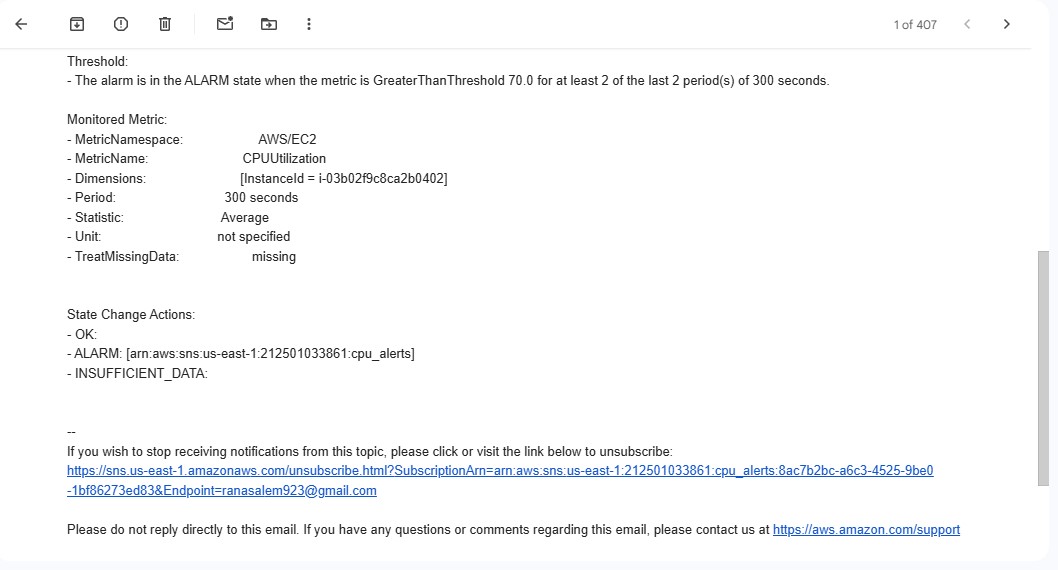 1 of 407
Threshold:
- The alarm is in the ALARM state when the metric is GreaterThanThreshold 70.0 for at least 2 of the last 2 period(s) of 300 seconds.
Monitored Metric:
- MetricNamespace: AWS/EC2
- MetricName: CPUUtilization
- Dimensions: [InstanceId = i-03b02f9c8ca2b0402]
- Period: 300 seconds
- Statistic: Average
- Unit: not specified
- TreatMissingData: missing
State Change Actions:
- OK:
- ALARM: [arn:aws:sns:us-east-1:212501033861:cpu_alerts]
- INSUFFICIENT_DATA:
--
If you wish to stop receiving notifications from this topic, please click or visit the link below to unsubscribe:
https://sns.us-east-1.amazonaws.com/unsubscribe.html?SubscriptionArn=arn:aws:sns:us-east-1:212501033861:cpu_alerts:8ac7b2bc-a6c3-4525-9be0
-1bf86273ed83&Endpoint=ranasalem923@gmail.com
Please do not reply directly to this email. If you have any questions or comments regarding this email, please contact us at https://aws.amazon.com/support